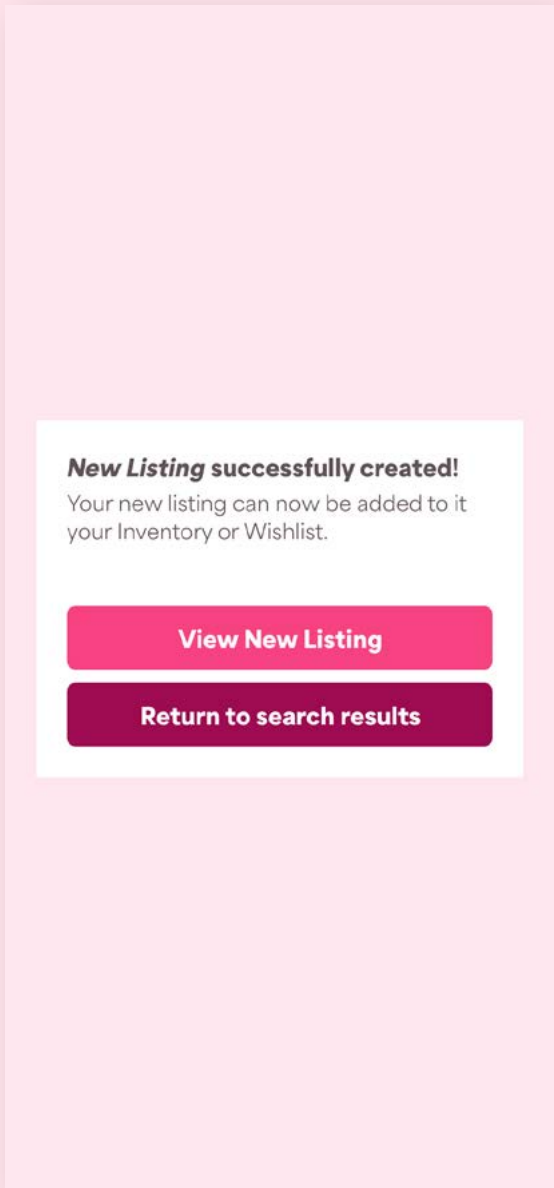 New Listing successfully created!
Your new listing can now be added to it
your Inventory or Wishlist.
View New Listing
Return to search results